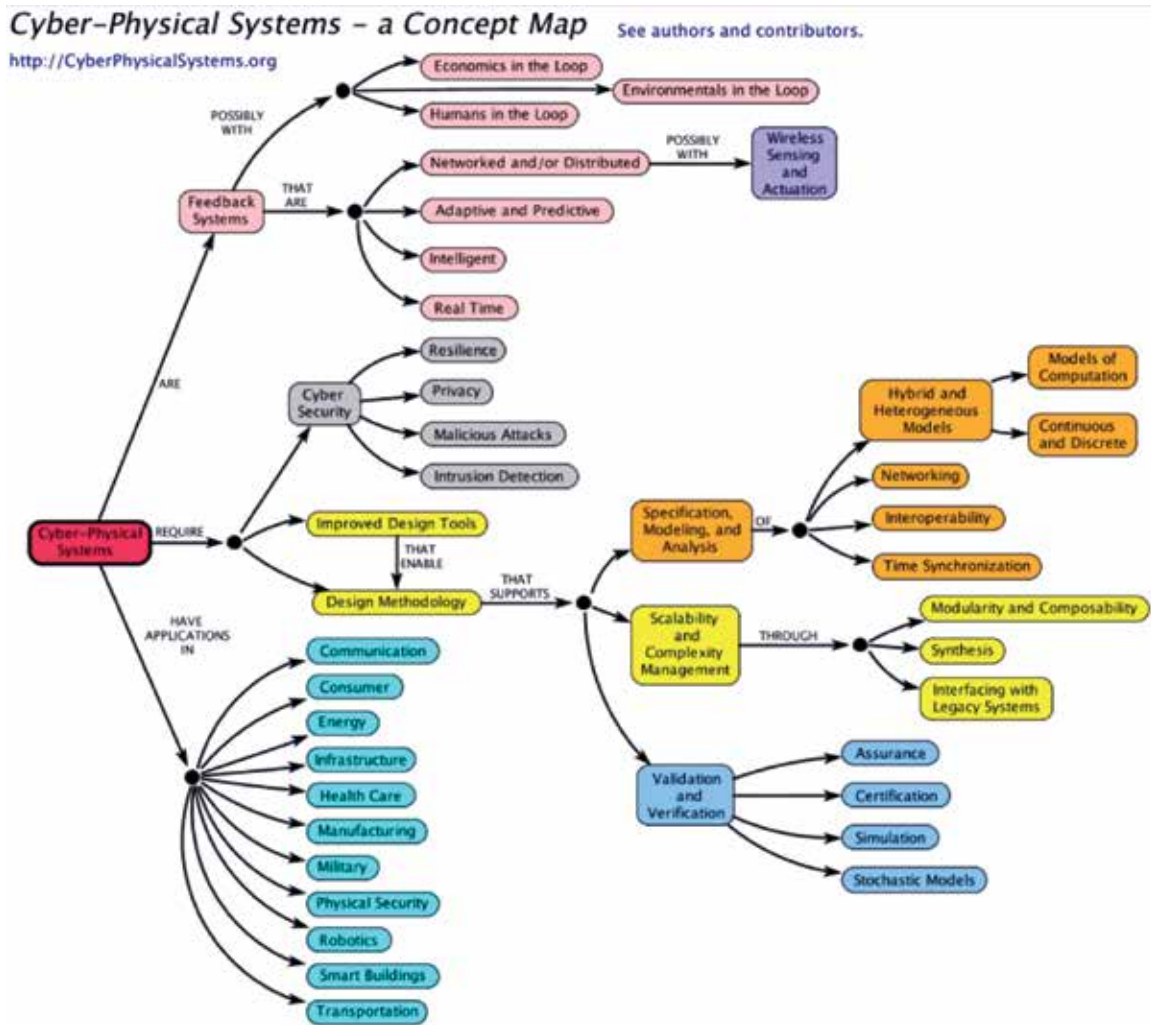 Cyber-Physical Systems – a Concept Map
See authors and contributors.
http://CyberPhysicalSystems.org
Economics in the Loop
Environmentals in the Loop
Humans in the Loop
POSSIBLY
WITH
Networked and/or Distributed
POSSIBLY
WITH
Wireless
Sensing
and
Actuation
Feedback
Systems
THAT
ARE
Adaptive and Predictive
Intelligent
Real Time
ARE
Cyber
Security
Resilience
Privacy
Malicious Attacks
Intrusion Detection
Cyber-Physical
Systems
REQUIRE
Improved Design Tools
THAT
ENABLE
Design Methodology
THAT
SUPPORTS
Specification,
Modeling, and
Analysis
OF
Hybrid and
Heterogeneous
Models
Models of
Computation
Continuous
and Discrete
Networking
Interoperability
Time Synchronization
Scalability
and
Complexity
Management
THROUGH
Modularity and Composability
Synthesis
Interfacing with
Legacy Systems
Validation
and
Verification
Assurance
Certification
Simulation
Stochastic Models
HAVE
APPLICATIONS
IN
Communication
Consumer
Energy
Infrastructure
Health Care
Manufacturing
Military
Physical Security
Robotics
Smart Buildings
Transportation